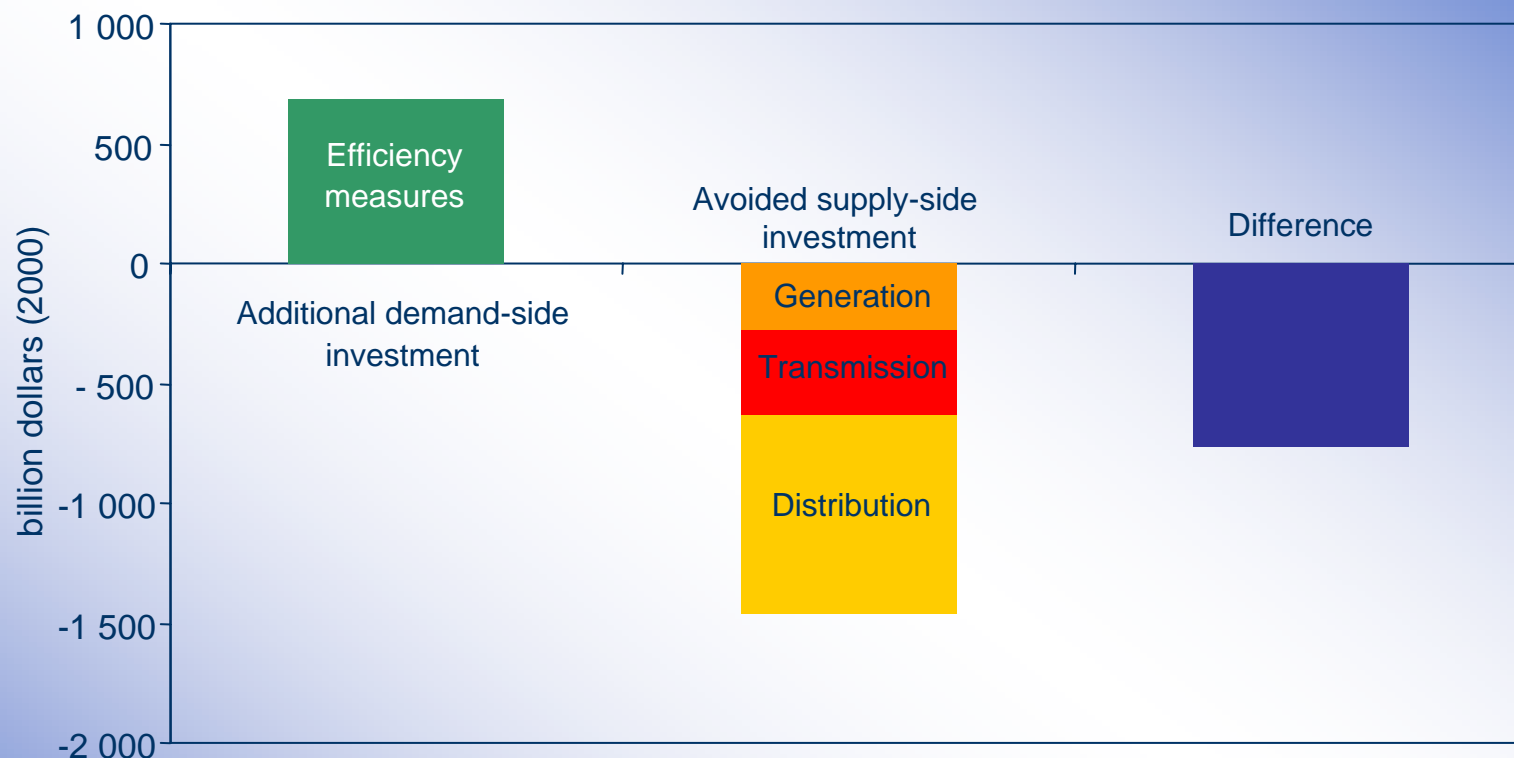 1 000
500
0
- 500
-1 000
-1 500
-2 000
billion dollars (2000)
Efficiency
measures
Additional demand-side
investment
Avoided supply-side
investment
Generation
Transmission
Distribution
Difference